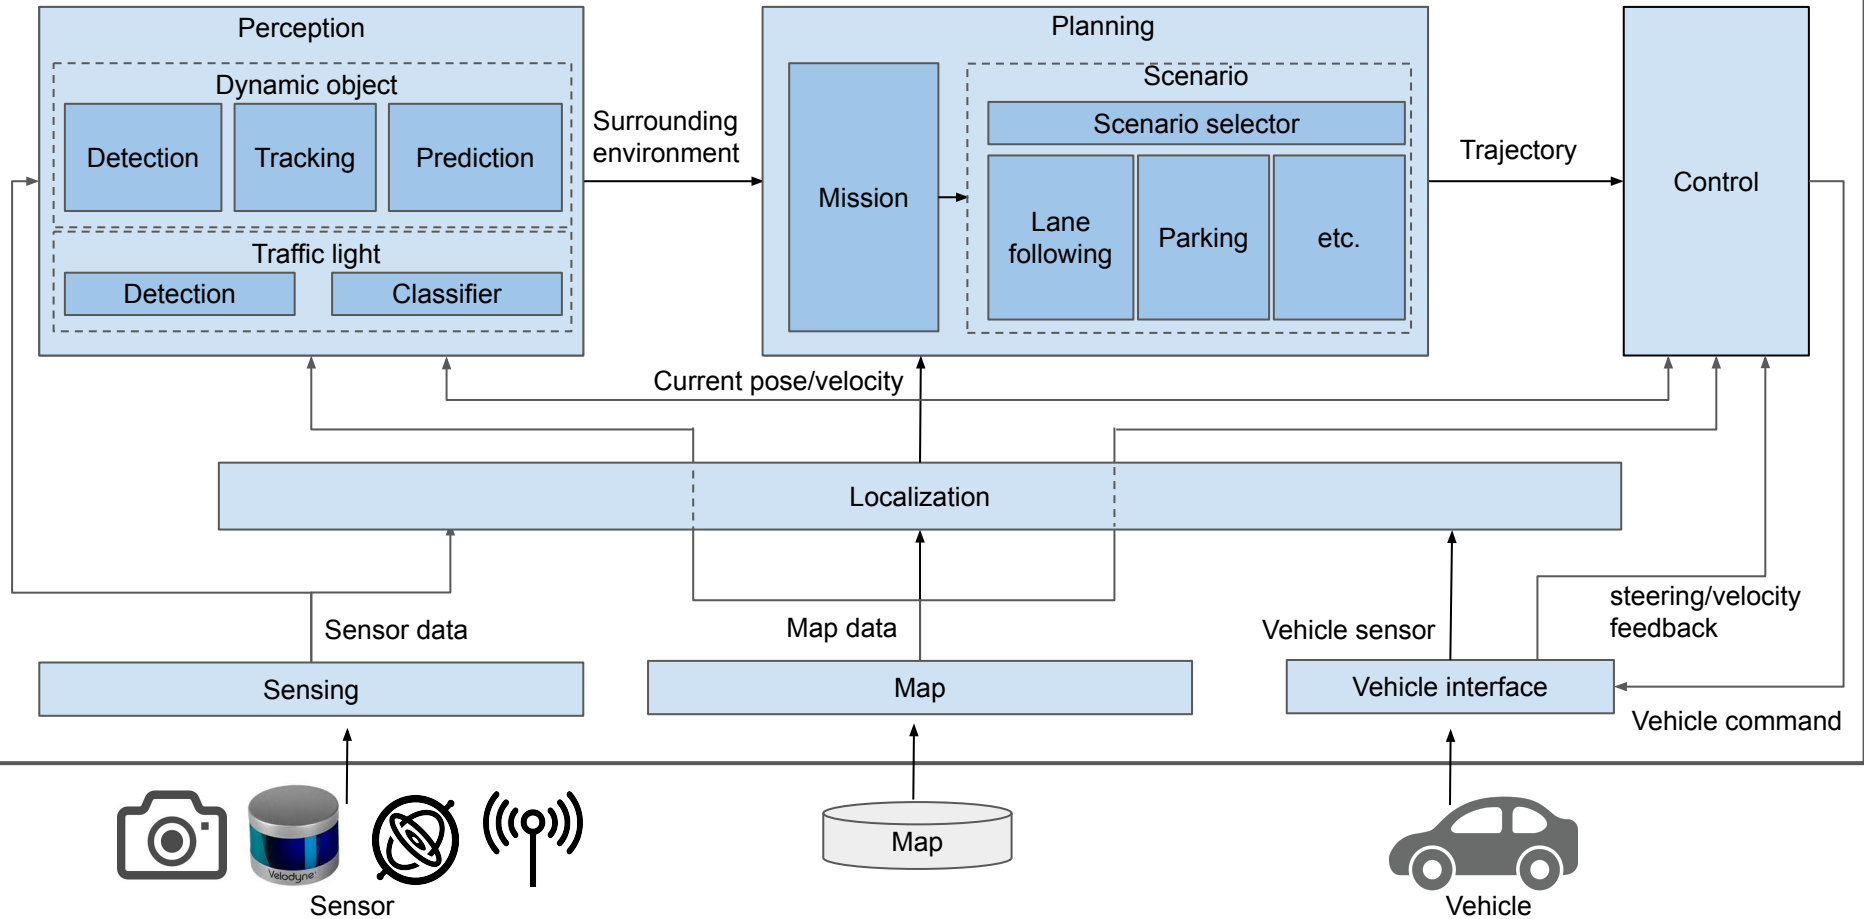 Perception
Dynamic object
Detection
Tracking
Prediction
Traffic light
Detection
Classifier
Surrounding
environment
Planning
Mission
Scenario
Scenario selector
Lane
following
Parking
etc.
Trajectory
Control
Current pose/velocity
Localization
Sensor data
Map data
Vehicle sensor
steering/velocity
feedback
Sensing
Map
Vehicle interface
Vehicle command
Velodyne
Sensor
Map
Vehicle